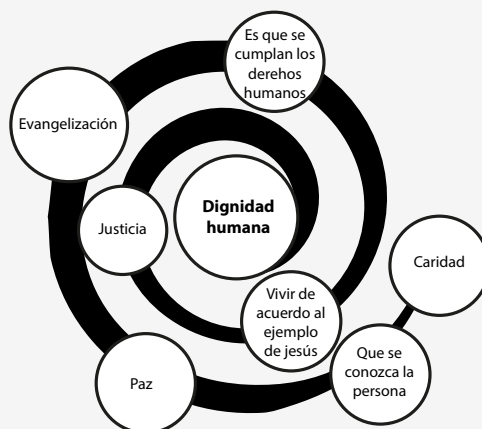 Es que se
cumplan los
derehos
humanos
Evangelización
Dignidad
humana
Justicia
Caridad
Vivir de
acuerdo al
ejemplo
de jesús
Que se
conozca la
persona
Paz